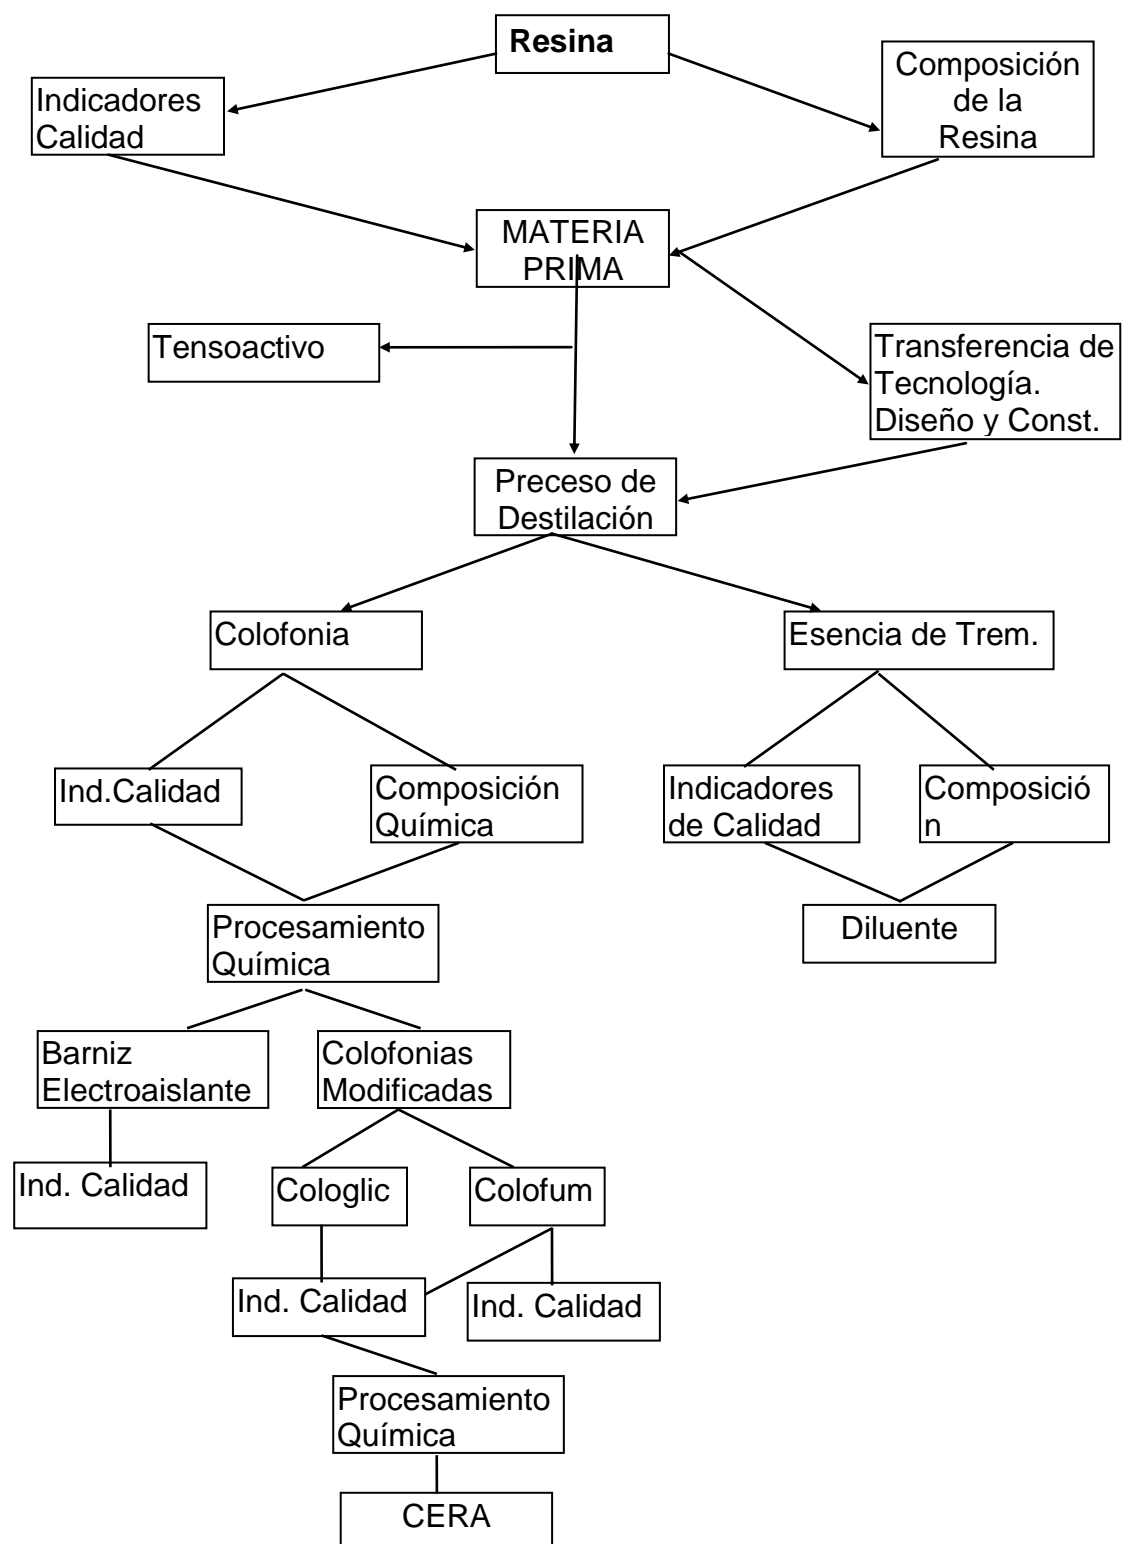 Resina
Indicadores
Calidad
Composición
de la
Resina
MATERIA
PRIMA
Tensoactivo
Transferencia de
Tecnología.
Diseño y Const.
Preceso de
Destilación
Colofonia
Esencia de Trem.
Ind.Calidad
Composición
Química
Indicadores
de Calidad
Composició
n
Procesamiento
Química
Diluente
Barniz
Electroaislante
Colofonias
Modificadas
Ind. Calidad
Cologlic
Colofum
Ind. Calidad
Ind. Calidad
Procesamiento
Química
CERA